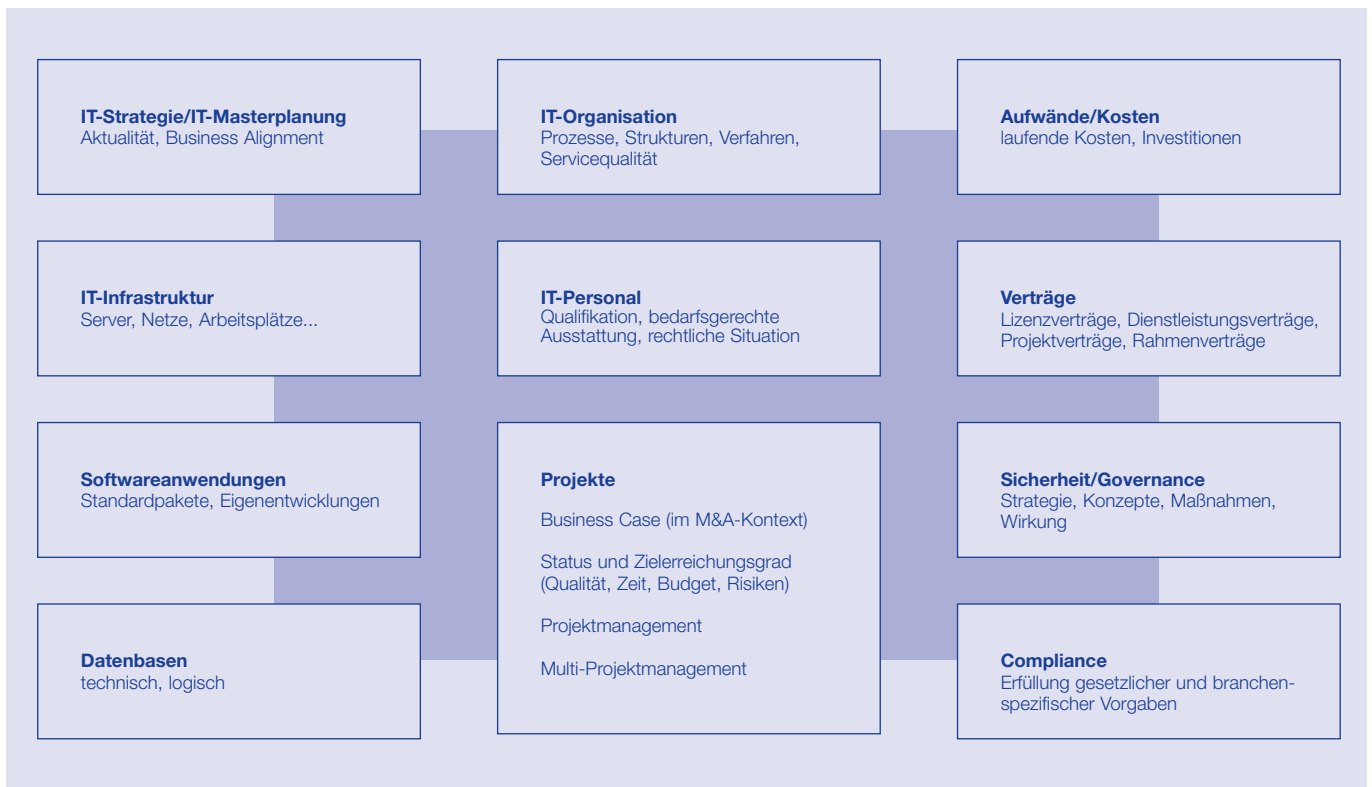 IT-Strategie/IT-Masterplanung
Aktualität, Business Alignment
IT-Organisation
Prozesse, Strukturen, Verfahren,
Servicequalität
Aufwände/Kosten
laufende Kosten, Investitionen
IT-Infrastruktur
Server, Netze, Arbeitsplätze...
IT-Personal
Qualifikation, bedarfsgerechte
Ausstattung, rechtliche Situation
Verträge
Lizenzverträge, Dienstleistungsverträge,
Projektverträge, Rahmenverträge
Softwareanwendungen
Standardpakete, Eigenentwicklungen
Projekte
Business Case (im M&A-Kontext)
Status und Zielerreichungsgrad
(Qualität, Zeit, Budget, Risiken)
Projektmanagement
Multi-Projektmanagement
Sicherheit/Governance
Strategie, Konzepte, Maßnahmen,
Wirkung
Datenbasen
technisch, logisch
Compliance
Erfüllung gesetzlicher und branchen-
spezifischer Vorgaben